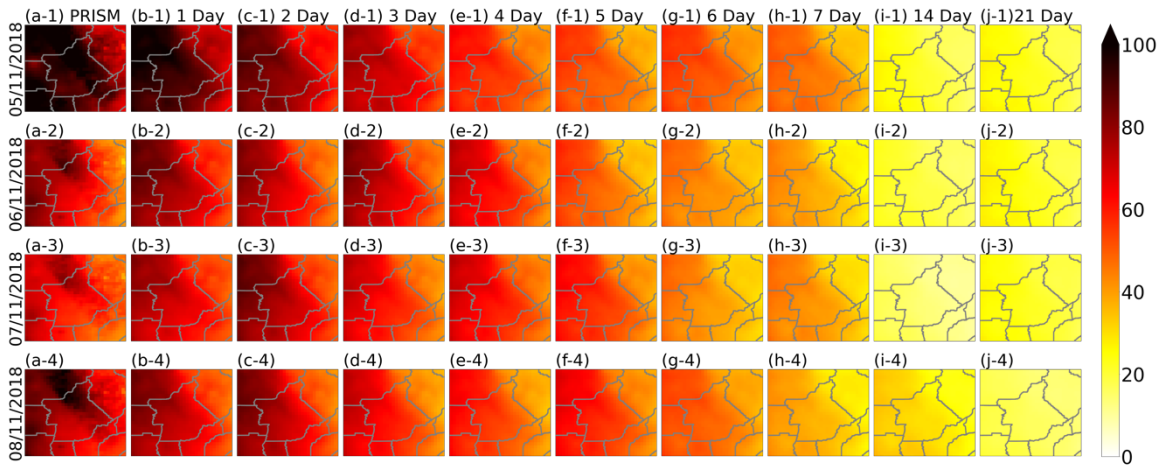 (a-1) PRISM (b-1) 1 Day (c-1) 2 Day (d-1) 3 Day (e-1) 4 Day (f-1) 5 Day (g-1) 6 Day (h-1) 7 Day (i-1) 14 Day (j-1)21 Day
05/11/2018
(a-2) (b-2) (c-2) (d-2) (e-2) (f-2) (g-2) (h-2) (i-2) (j-2)
06/11/2018
(a-3) (b-3) (c-3) (d-3) (e-3) (f-3) (g-3) (h-3) (i-3) (j-3)
07/11/2018
(a-4) (b-4) (c-4) (d-4) (e-4) (f-4) (g-4) (h-4) (i-4) (j-4)
08/11/2018
100
80
60
40
20
0